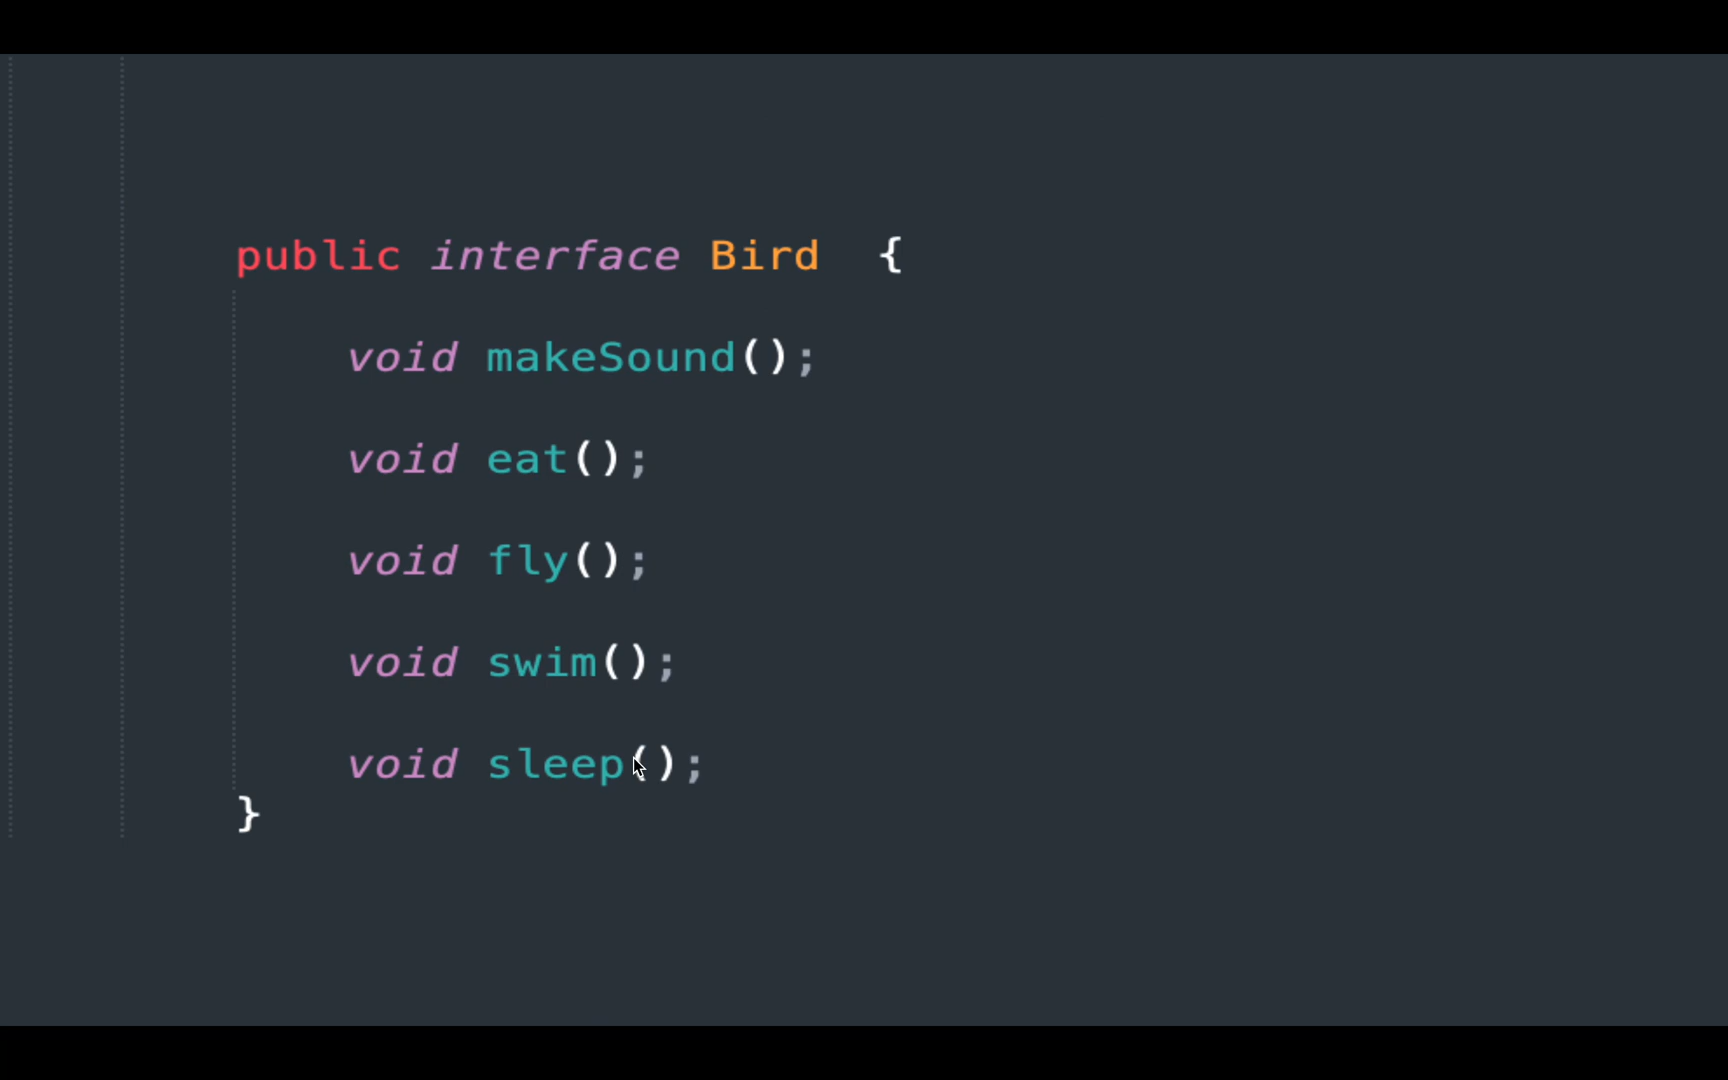 public interface Bird  {
void makeSound();
void eat();
void fly();
void swim();
void sleep();
}